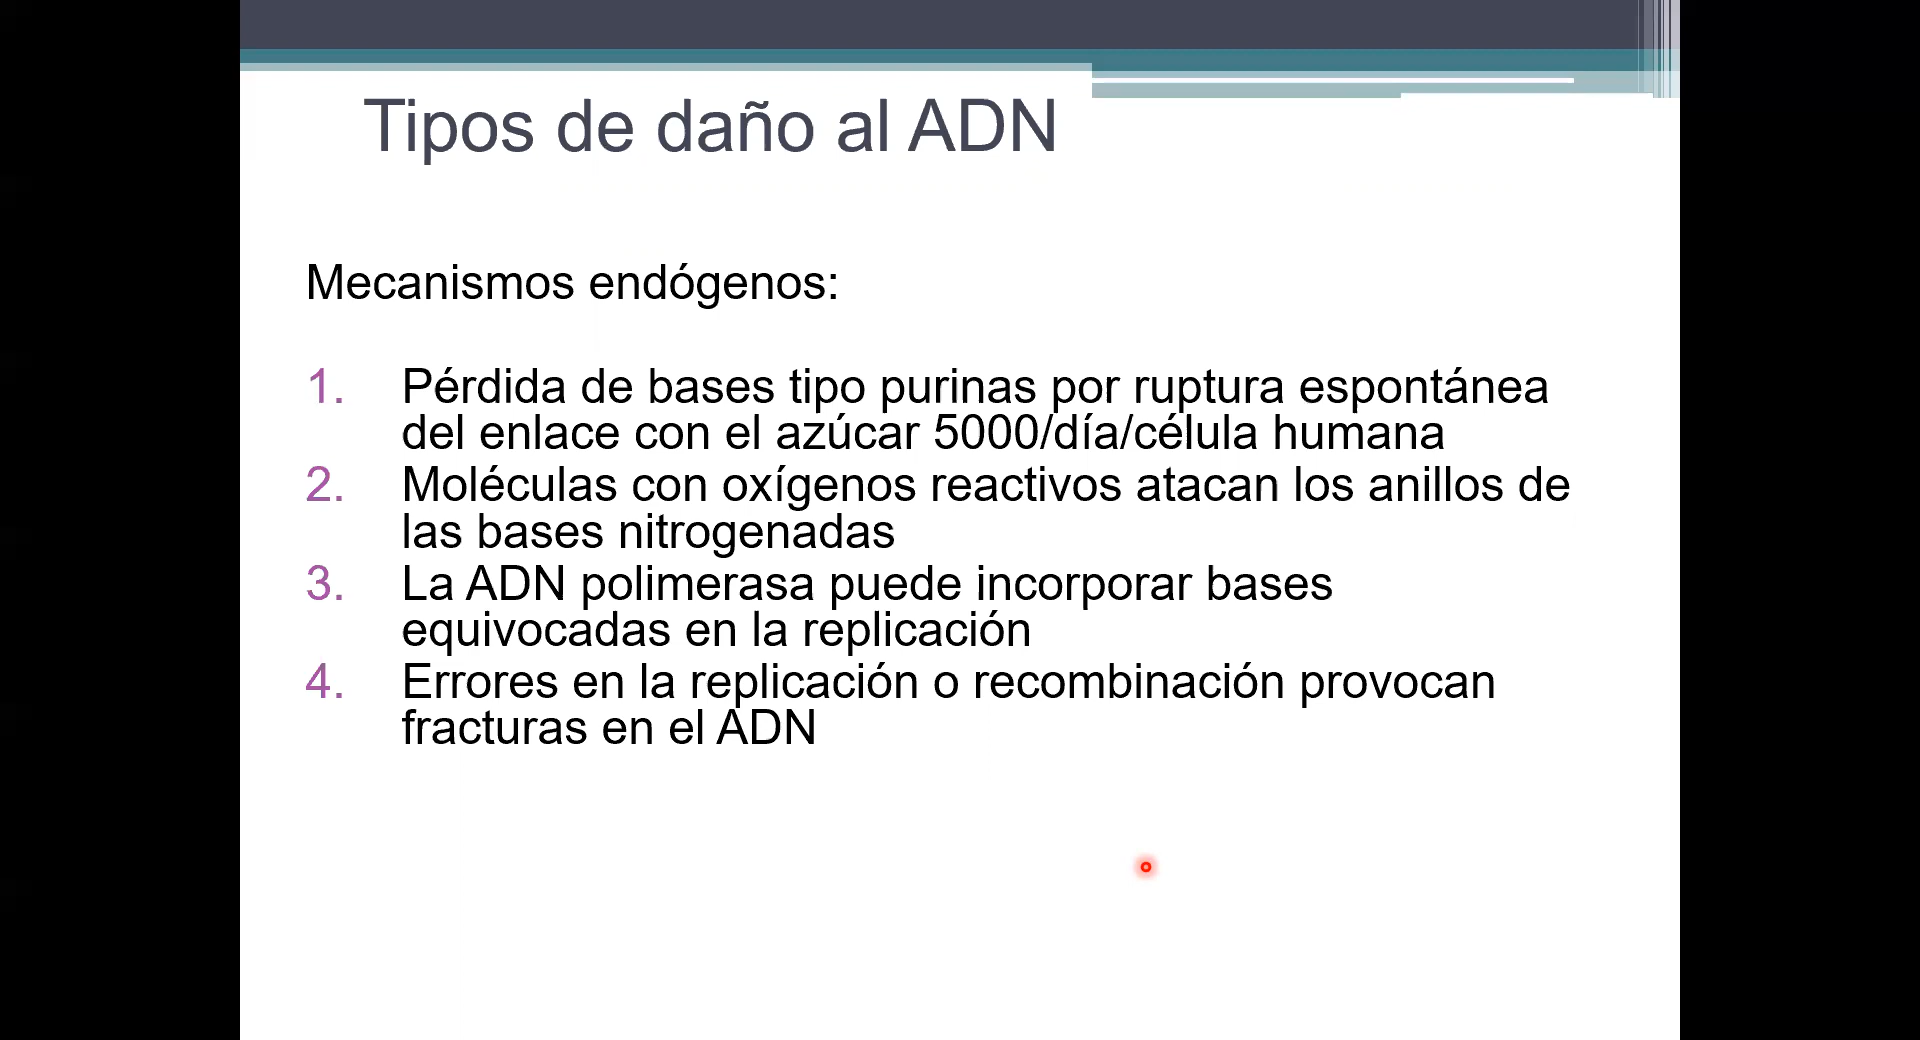 Tipos de daño al ADN
Mecanismos endógenos:
1. Pérdida de bases tipo purinas por ruptura espontánea
del enlace con el azúcar 5000/día/célula humana
2. Moléculas con oxígenos reactivos atacan los anillos de
las bases nitrogenadas
3. La ADN polimerasa puede incorporar bases
equivocadas en la replicación
4. Errores en la replicación o recombinación provocan
fracturas en el ADN